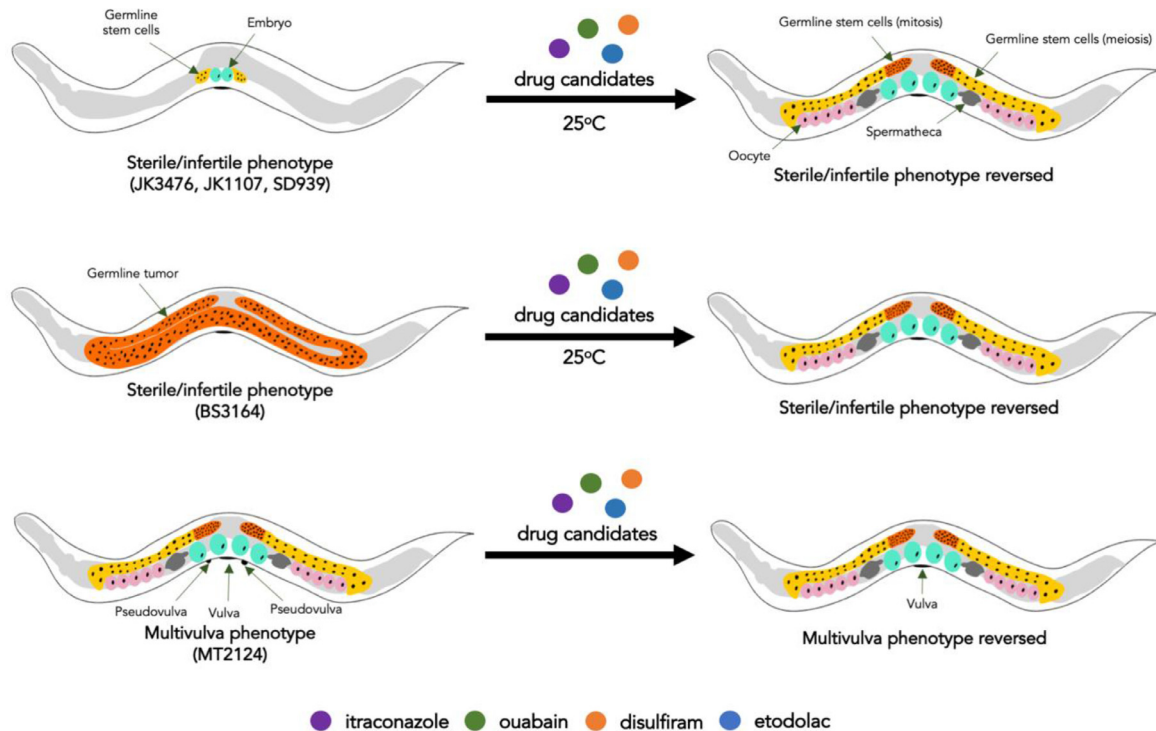 Germline
stem cells
Embryo
drug candidates
25°C
Germline stem cells (mitosis)
Germline stem cells (meiosis)
Spermatheca
Oocyte
Sterile/infertile phenotype
(JK3476, JK1107, SD939)
Sterile/infertile phenotype reversed
Germline tumor
drug candidates
25°C
Sterile/infertile phenotype
(BS3164)
Sterile/infertile phenotype reversed
drug candidates
Pseudovulva
Vulva
Pseudovulva
Multivulva phenotype
(MT2124)
Vulva
Multivulva phenotype reversed
itraconazole ouabain disulfiram etodolac